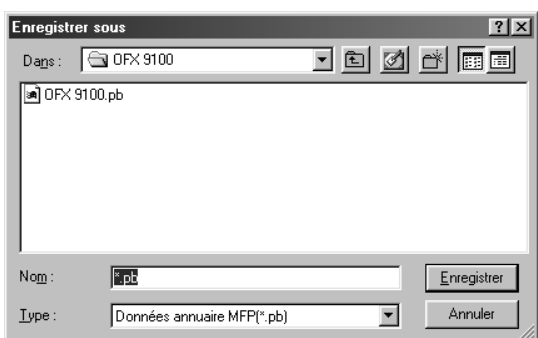 Enregistrer sous
Dans : OFX 9100
OFX 9100.pb
Nom : *.pb Enregistrer
Type : Données annuaire MFP(*.pb) Annuler